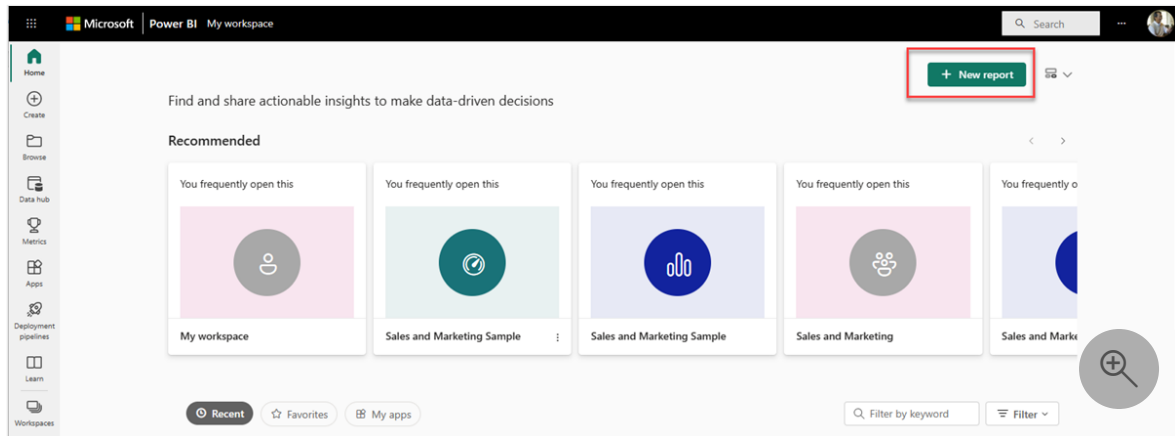 Microsoft Power BI My workspace
Search
Home
Create
Browse
Data hub
Metrics
Apps
Deployment
pipelines
Learn
Workspaces
+ New report
Find and share actionable insights to make data-driven decisions
Recommended
You frequently open this
My workspace
You frequently open this
Sales and Marketing Sample
You frequently open this
Sales and Marketing Sample
You frequently open this
Sales and Marketing
You frequently o
Sales and Marke
Recent
Favorites
My apps
Filter by keyword
Filter